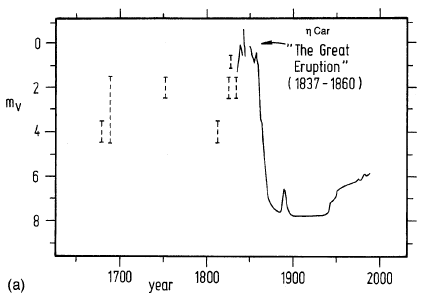 η Car
"The Great
Eruption"
(1837-1860)
0
2
4
6
8
m_V
1700
1800
1900
2000
year
(a)